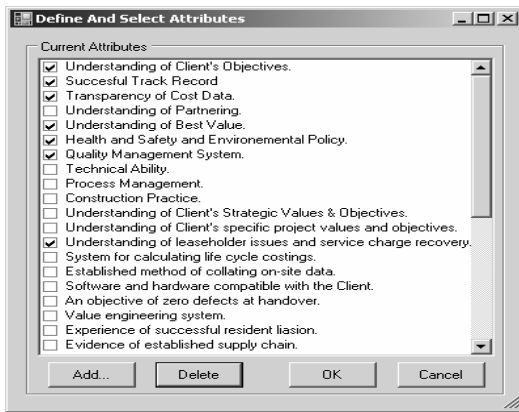 Define And Select Attributes
Current Attributes
Understanding of Client's Objectives.
Succesful Track Record
Transparency of Cost Data.
Understanding of Partnering.
Understanding of Best Value.
Health and Safety and Environemental Policy.
Quality Management System.
Technical Ability.
Process Management.
Construction Practice.
Understanding of Client's Strategic Values & Objectives.
Understanding of Client's specific project values and objectives.
Understanding of leaseholder issues and service charge recovery.
System for calculating life cycle costings.
Established method of collating on-site data.
Software and hardware compatible with the Client.
An objective of zero defects at handover.
Value engineering system.
Experience of successful resident liasion.
Evidence of established supply chain.
Add... Delete OK Cancel